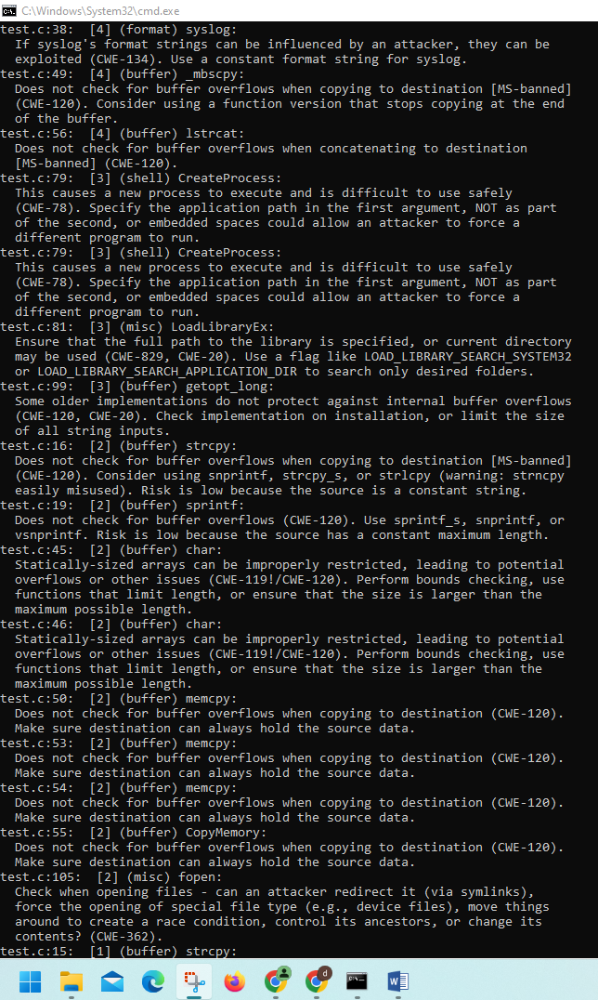 C:\Windows\System32\cmd.exe
test.c:38:  [4] (format) syslog:
  If syslog's format strings can be influenced by an attacker, they can be
  exploited (CWE-134). Use a constant format string for syslog.
test.c:49:  [4] (buffer) _mbscpy:
  Does not check for buffer overflows when copying to destination [MS-banned]
  (CWE-120). Consider using a function version that stops copying at the end
  of the buffer.
test.c:56:  [4] (buffer) lstrcat:
  Does not check for buffer overflows when concatenating to destination
  [MS-banned] (CWE-120).
test.c:79:  [3] (shell) CreateProcess:
  This causes a new process to execute and is difficult to use safely
  (CWE-78). Specify the application path in the first argument, NOT as part
  of the second, or embedded spaces could allow an attacker to force a
  different program to run.
test.c:79:  [3] (shell) CreateProcess:
  This causes a new process to execute and is difficult to use safely
  (CWE-78). Specify the application path in the first argument, NOT as part
  of the second, or embedded spaces could allow an attacker to force a
  different program to run.
test.c:81:  [3] (misc) LoadLibraryEx:
  Ensure that the full path to the library is specified, or current directory
  may be used (CWE-829, CWE-20). Use a flag like LOAD_LIBRARY_SEARCH_SYSTEM32
  or LOAD_LIBRARY_SEARCH_APPLICATION_DIR to search only desired folders.
test.c:99:  [3] (buffer) getopt_long:
  Some older implementations do not protect against internal buffer overflows
  (CWE-120, CWE-20). Check implementation on installation, or limit the size
  of all string inputs.
test.c:16:  [2] (buffer) strcpy:
  Does not check for buffer overflows when copying to destination [MS-banned]
  (CWE-120). Consider using snprintf, strcpy_s, or strlcpy (warning: strncpy
  easily misused). Risk is low because the source is a constant string.
test.c:19:  [2] (buffer) sprintf:
  Does not check for buffer overflows (CWE-120). Use sprintf_s, snprintf, or
  vsnprintf. Risk is low because the source has a constant maximum length.
test.c:45:  [2] (buffer) char:
  Statically-sized arrays can be improperly restricted, leading to potential
  overflows or other issues (CWE-119!/CWE-120). Perform bounds checking, use
  functions that limit length, or ensure that the size is larger than the
  maximum possible length.
test.c:46:  [2] (buffer) char:
  Statically-sized arrays can be improperly restricted, leading to potential
  overflows or other issues (CWE-119!/CWE-120). Perform bounds checking, use
  functions that limit length, or ensure that the size is larger than the
  maximum possible length.
test.c:50:  [2] (buffer) memcpy:
  Does not check for buffer overflows when copying to destination (CWE-120).
  Make sure destination can always hold the source data.
test.c:53:  [2] (buffer) memcpy:
  Does not check for buffer overflows when copying to destination (CWE-120).
  Make sure destination can always hold the source data.
test.c:54:  [2] (buffer) memcpy:
  Does not check for buffer overflows when copying to destination (CWE-120).
  Make sure destination can always hold the source data.
test.c:55:  [2] (buffer) CopyMemory:
  Does not check for buffer overflows when copying to destination (CWE-120).
  Make sure destination can always hold the source data.
test.c:105:  [2] (misc) fopen:
  Check when opening files - can an attacker redirect it (via symlinks),
  force the opening of special file type (e.g., device files), move things
  around to create a race condition, control its ancestors, or change its
  contents? (CWE-362).
test.c:15:  [1] (buffer) strcpy:
d
W